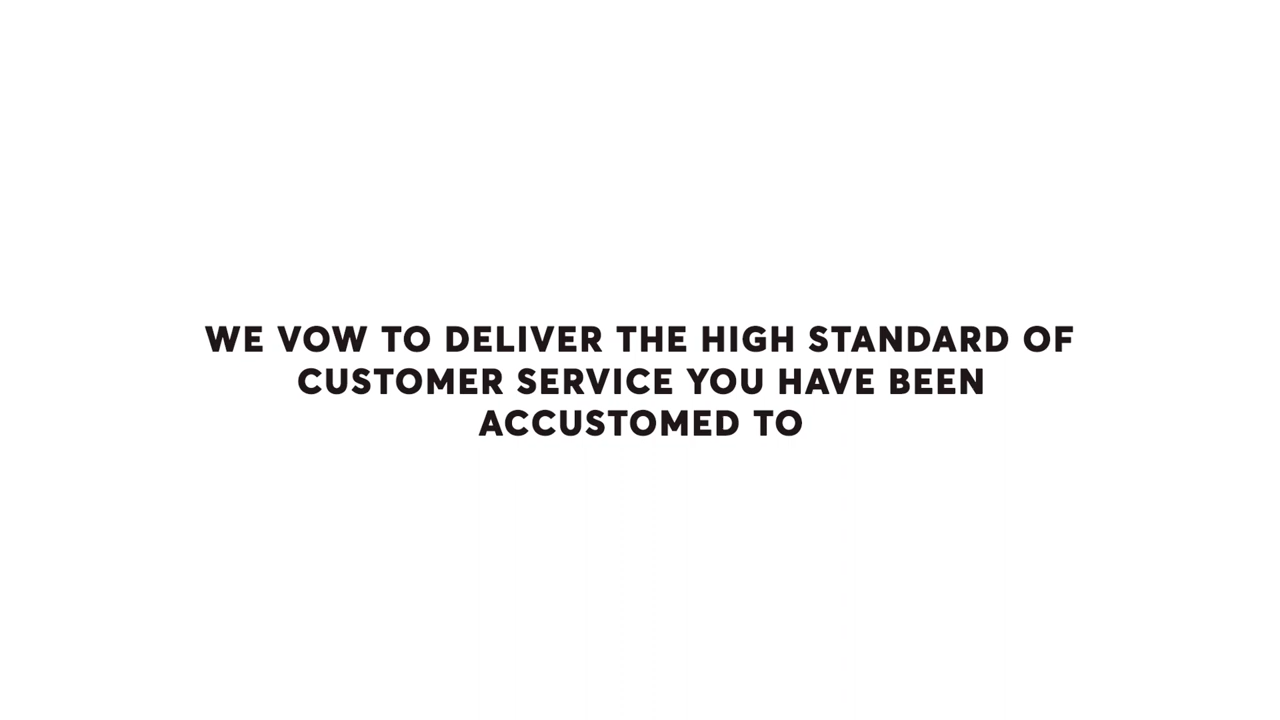 WE VOW TO DELIVER THE HIGH STANDARD OF
CUSTOMER SERVICE YOU HAVE BEEN
ACCUSTOMED TO